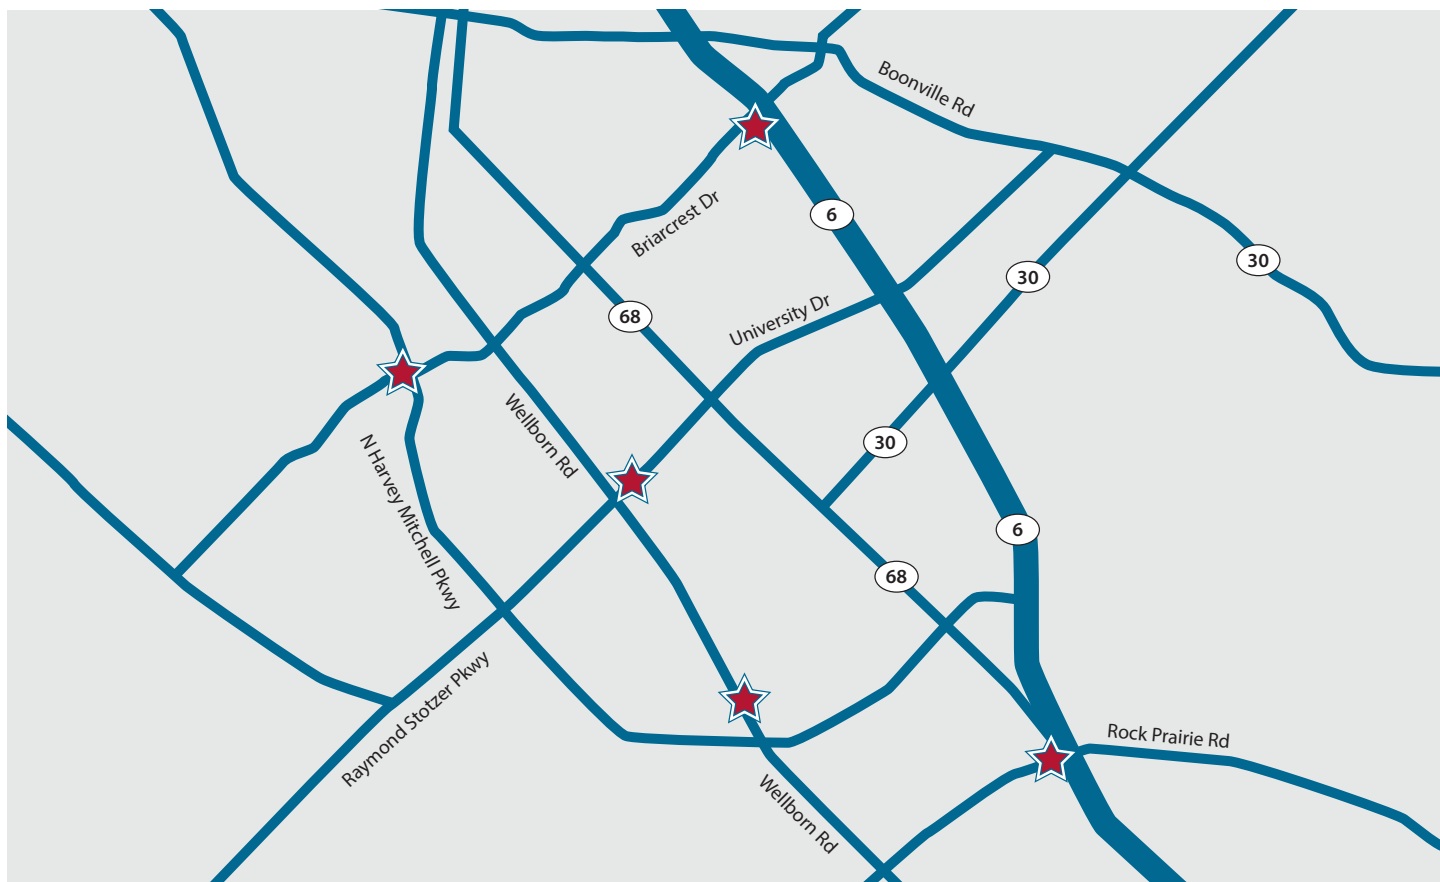 Boonville Rd
Briarcrest Dr
6
30
30
University Dr
68
Wellborn Rd
30
N Harvey Mitchell Pkwy
6
68
Raymond Stotzer Pkwy
Rock Prairie Rd
Wellborn Rd